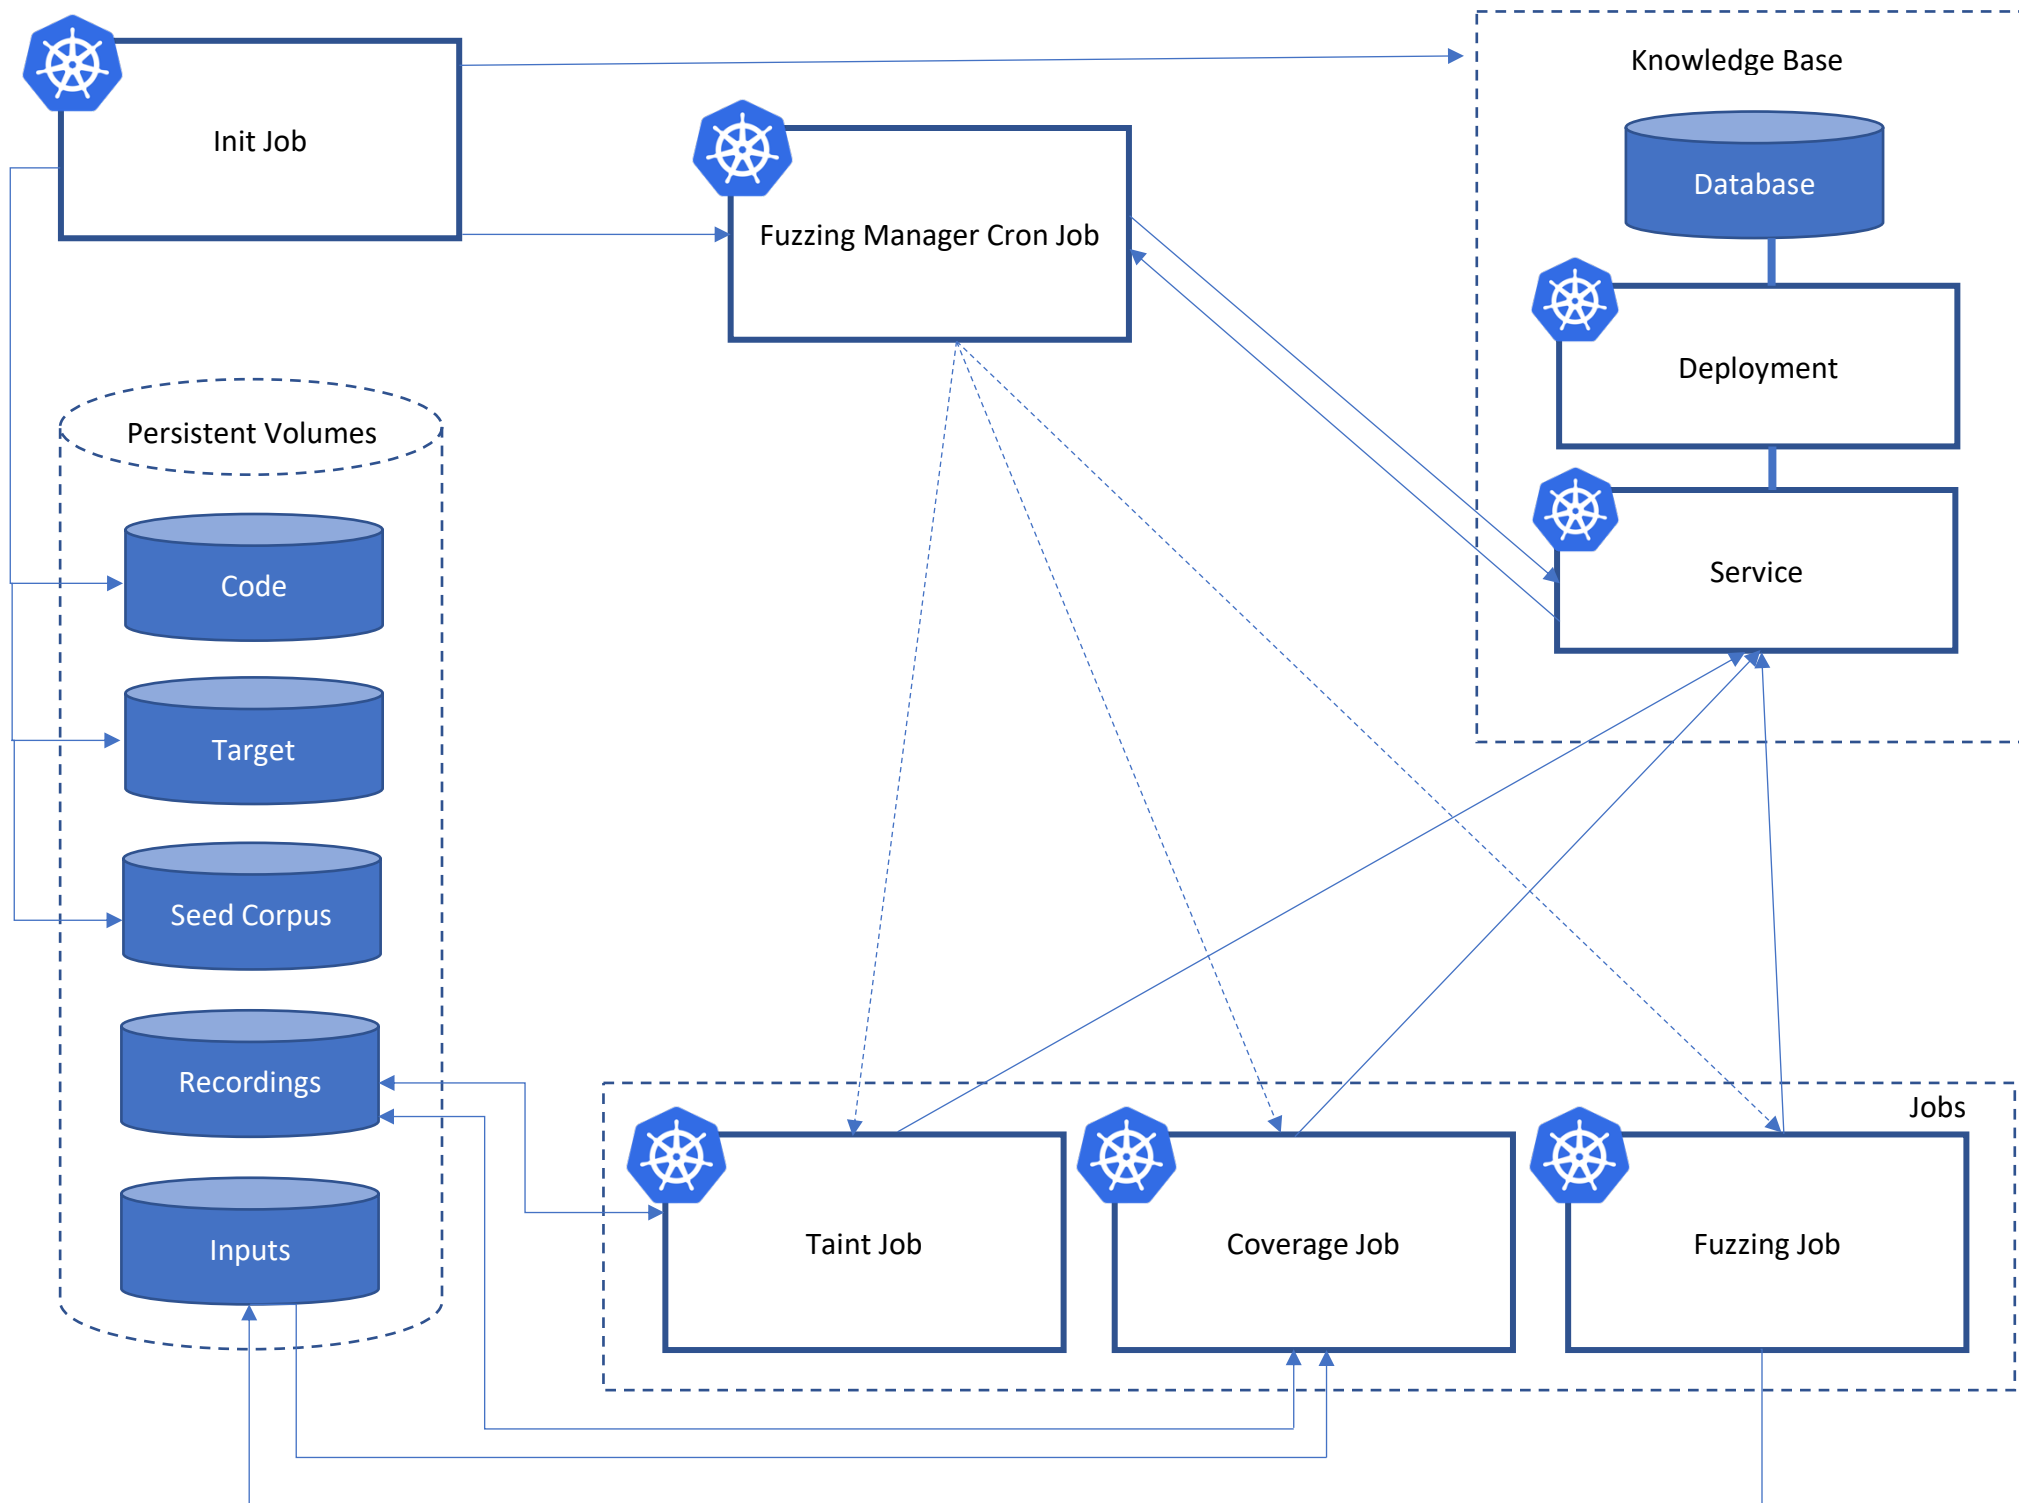 Knowledge Base
Init Job
Database
Fuzzing Manager Cron Job
Deployment
Persistent Volumes
Service
Code
Target
Seed Corpus
Recordings
Jobs
Inputs
Taint Job
Coverage Job
Fuzzing Job